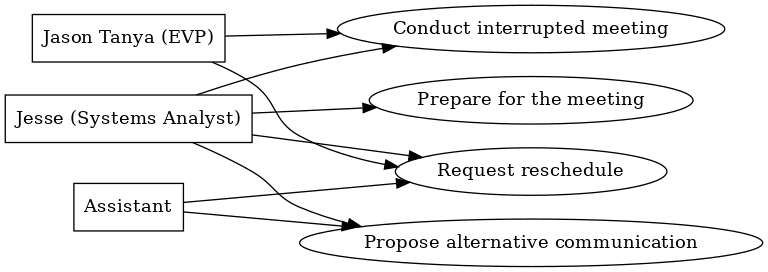 Jason Tanya (EVP)
Conduct interrupted meeting
Prepare for the meeting
Jesse (Systems Analyst)
Request reschedule
Assistant
Propose alternative communication